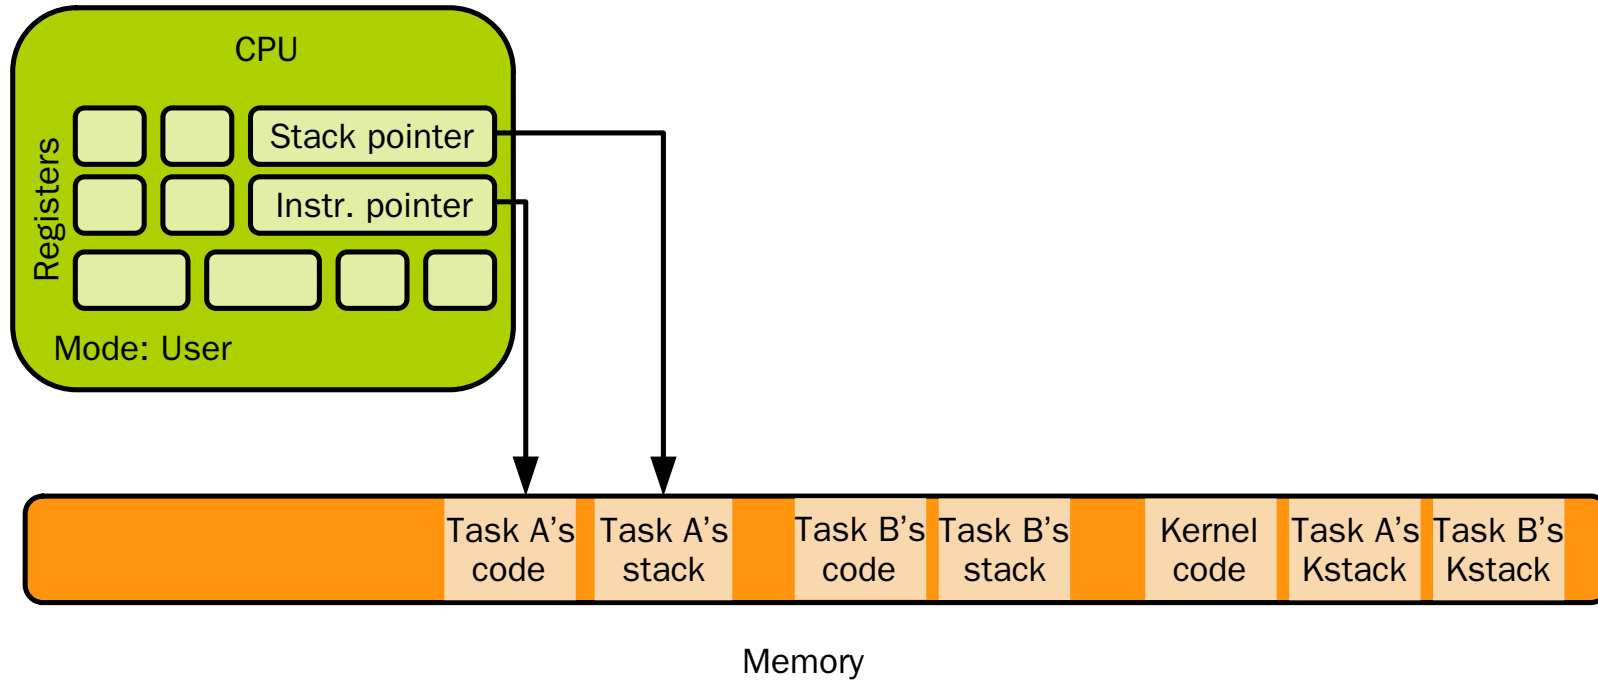 CPU
Registers
Stack pointer
Instr. pointer
Mode: User
Task A’s
code
Task A’s
stack
Task B’s
code
Task B’s
stack
Kernel
code
Task A’s
Kstack
Task B’s
Kstack
Memory